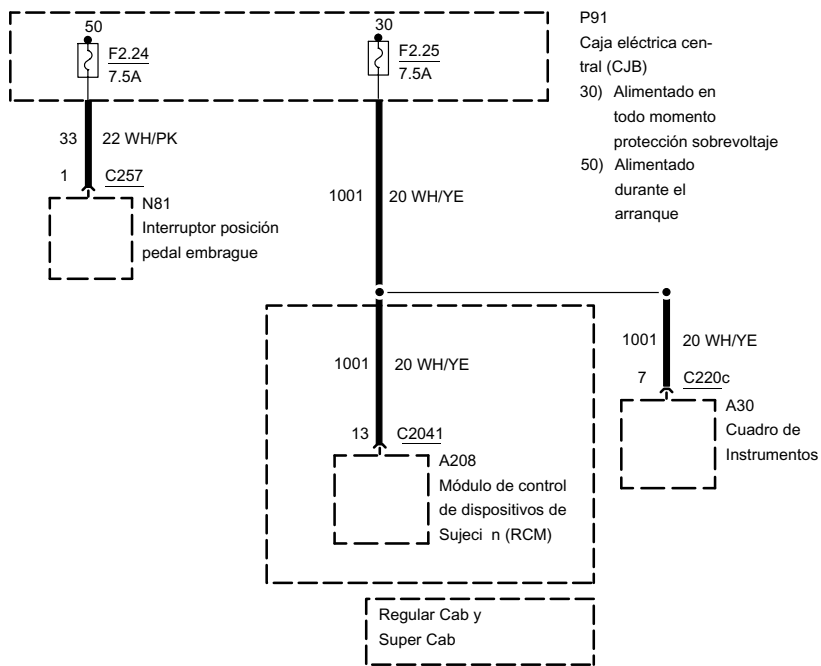 50
F2.24
7.5A
30
F2.25
7.5A
P91
Caja eléctrica cen-
tral (CJB)
30) Alimentado en
todo momento
protección sobrevoltaje
50) Alimentado
durante el
arranque
33 22 WH/PK
1 C257
N81
Interruptor posición
pedal embrague
1001 20 WH/YE
1001 20 WH/YE
13 C2041
A208
Módulo de control
de dispositivos de
Sujeci n (RCM)
1001 20 WH/YE
7 C220c
A30
Cuadro de
Instrumentos
Regular Cab y
Super Cab